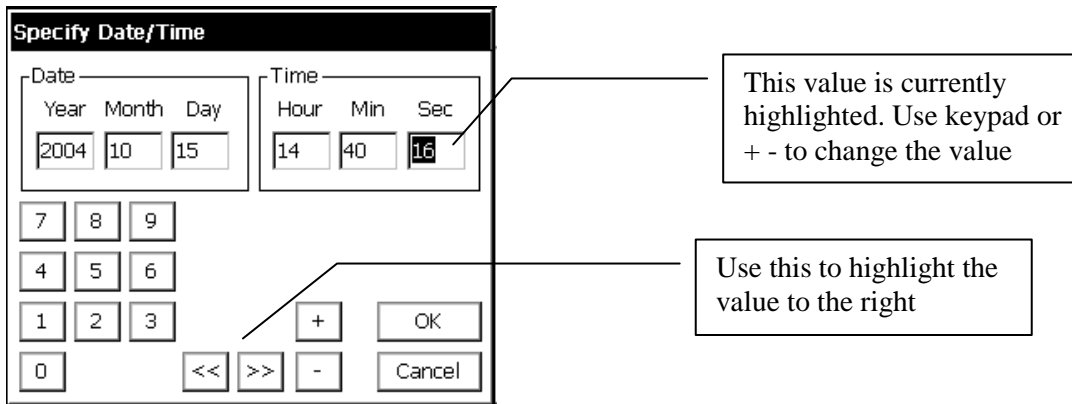 Specify Date/Time
Date
Time
Year Month Day
Hour Min Sec
2004 10 15
14 40 16
This value is currently
highlighted. Use keypad or
+ - to change the value
7 8 9
4 5 6
Use this to highlight the
value to the right
1 2 3 + OK
0 << >> - Cancel